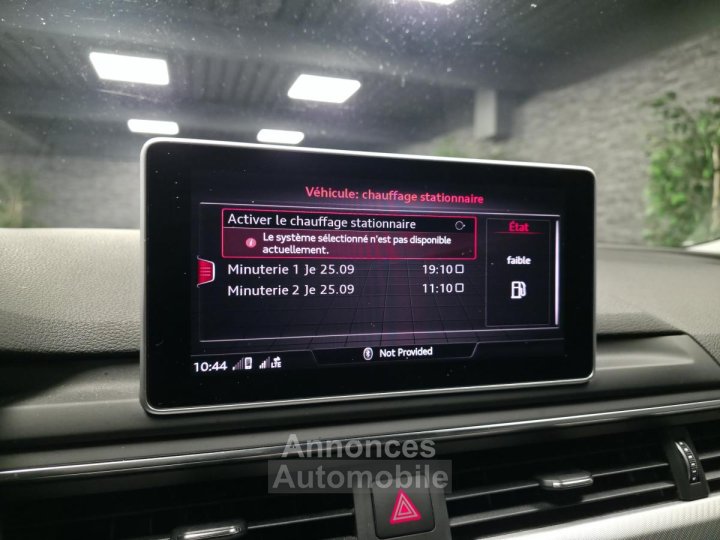 Véhicule: chauffage stationnaire
Activer le chauffage stationnaire
Le système sélectionné n'est pas disponible
actuellement.
Minuterie 1 Je 25.09 19:10
Minuterie 2 Je 25.09 11:10
État
faible
Not Provided
10:44 LTE
Annonces
Automobile